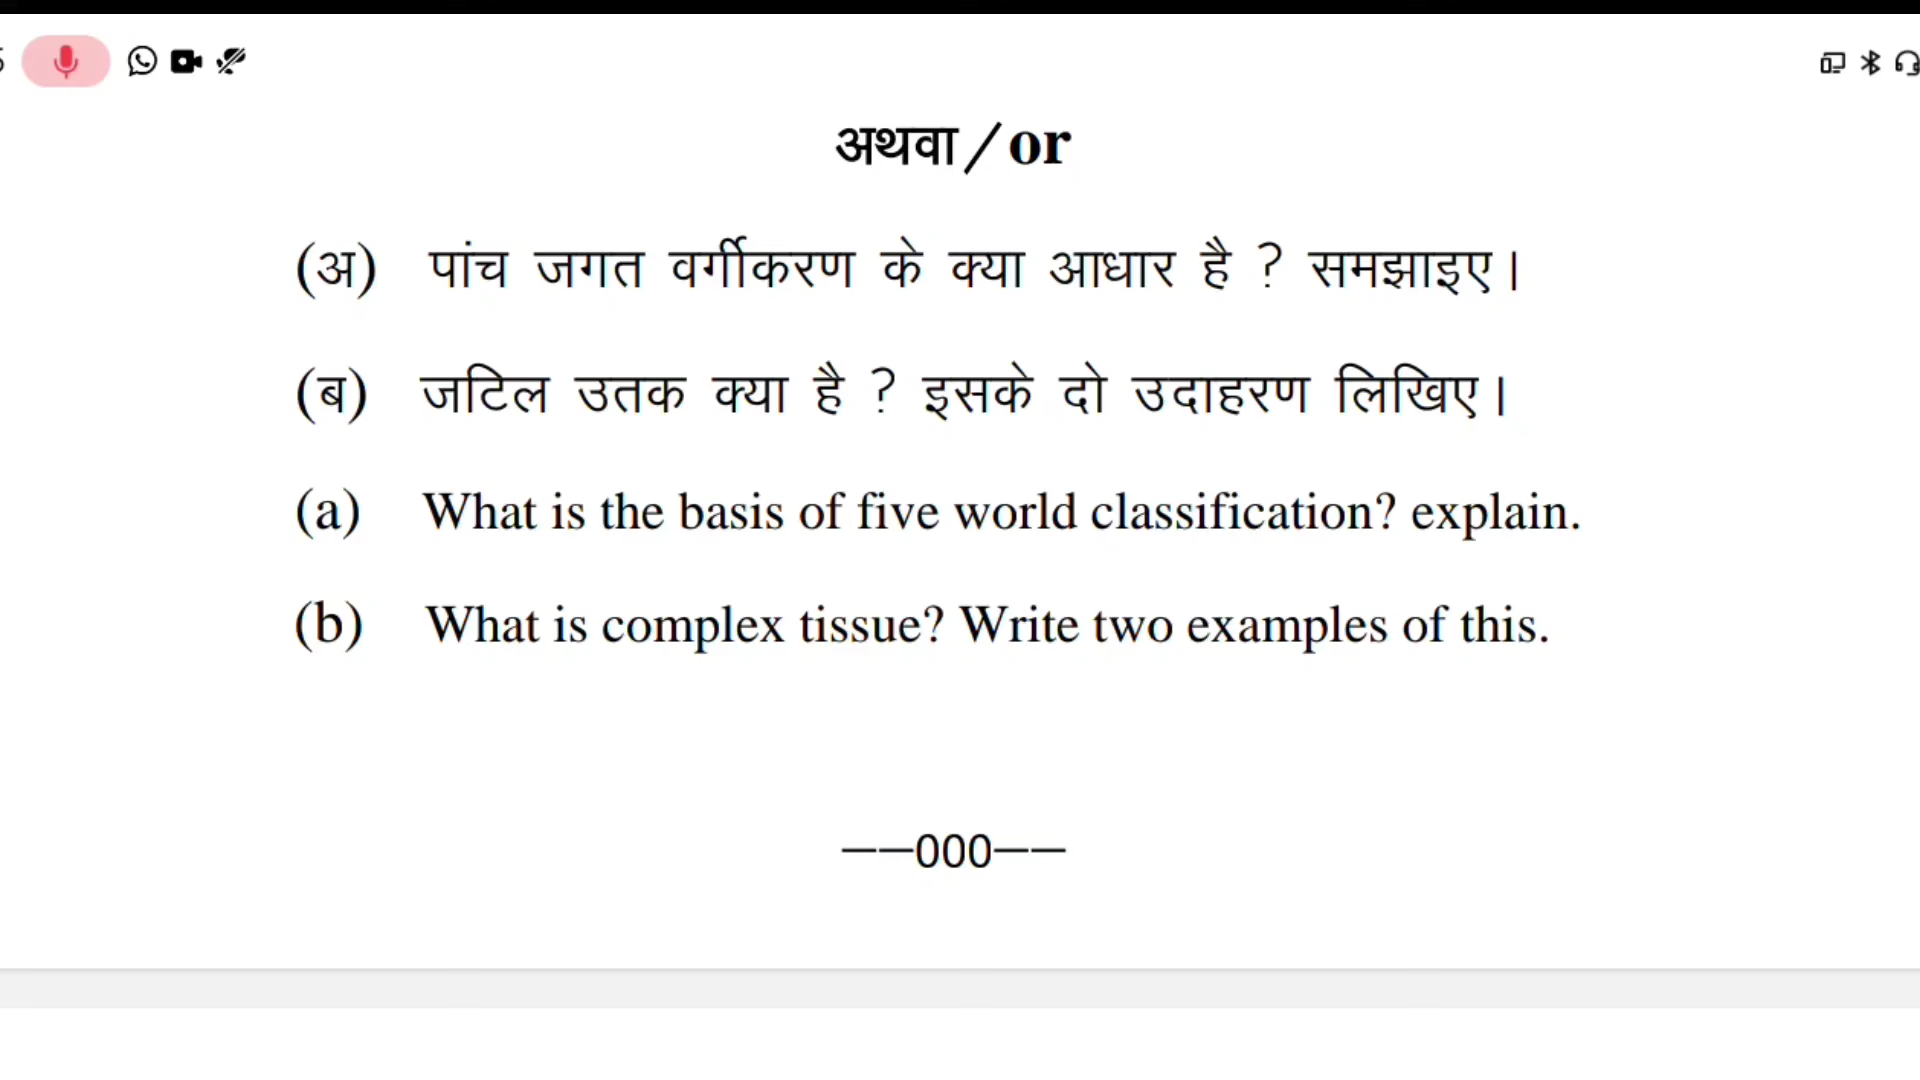 अथवा/or
(अ) पांच जगत वर्गीकरण के क्या आधार है ? समझाइए।
(ब) जटिल उतक क्या है ? इसके दो उदाहरण लिखिए।
(a) What is the basis of five world classification? explain.
(b) What is complex tissue? Write two examples of this.
——000——